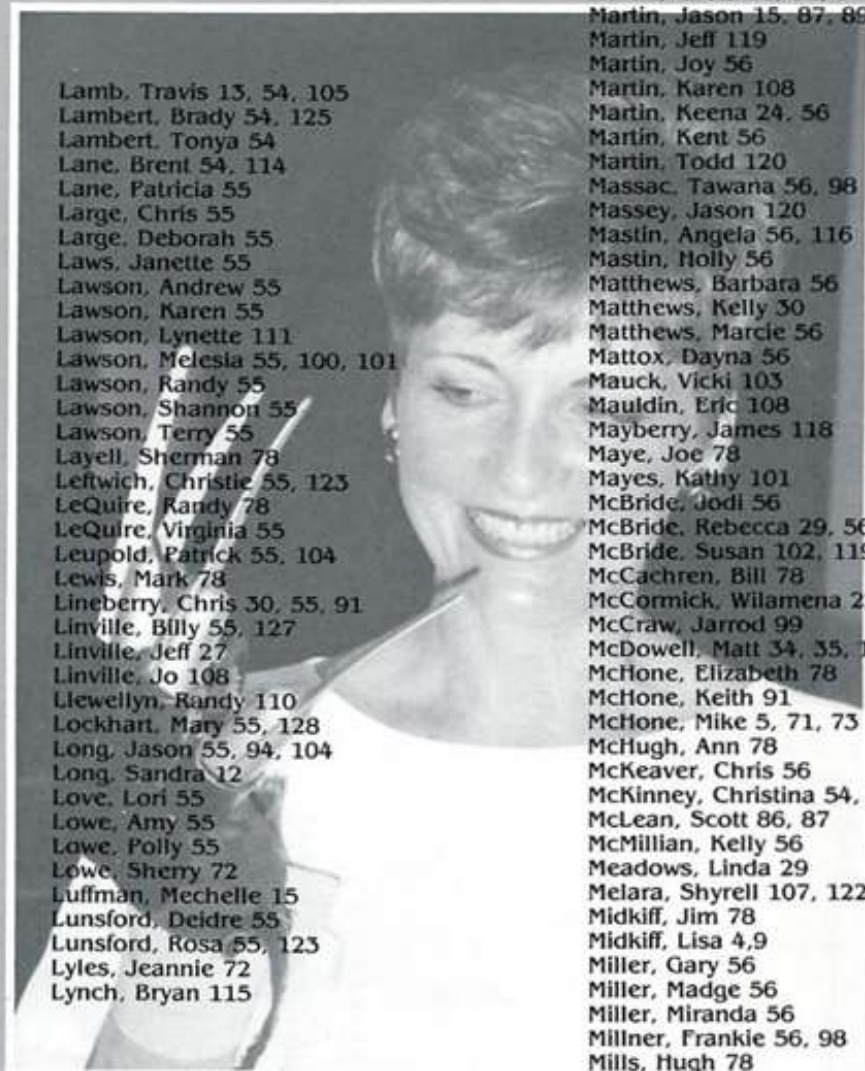 Lamb, Travis 13, 54, 105
Lambert, Brady 54, 125
Lambert, Tonya 54
Lane, Brent 54, 114
Lane, Patricia 55
Large, Chris 55
Large, Deborah 55
Laws, Janette 55
Lawson, Andrew 55
Lawson, Karen 55
Lawson, Lynette 111
Lawson, Melesia 55, 100, 101
Lawson, Randy 55
Lawson, Shannon 55
Lawson, Terry 55
Layell, Sherman 78
Leftwich, Christie 55, 123
LeQuire, Randy 78
LeQuire, Virginia 55
Leupold, Patrick 55, 104
Lewis, Mark 78
Lineberry, Chris 30, 55, 91
Linville, Billy 55, 127
Linville, Jeff 27
Linville, Jo 108
Llewellyn, Randy 110
Lockhart, Mary 55, 128
Long, Jason 55, 94, 104
Long, Sandra 12
Love, Lori 55
Lowe, Amy 55
Lowe, Polly 55
Lowe, Sherry 72
Luffman, Mechelle 15
Lunsford, Deidre 55
Lunsford, Rosa 55, 123
Lyles, Jeannie 72
Lynch, Bryan 115
Martin, Jason 15, 87, 89
Martin, Jeff 119
Martin, Joy 56
Martin, Karen 108
Martin, Keena 24, 56
Martin, Kent 56
Martin, Todd 120
Massac, Tawana 56, 98
Massey, Jason 120
Mastin, Angela 56, 116
Mastin, Holly 56
Matthews, Barbara 56
Matthews, Kelly 30
Matthews, Marcie 56
Mattox, Dayna 56
Mauck, Vicki 103
Mauldin, Eric 108
Mayberry, James 118
Maye, Joe 78
Mayes, Kathy 101
McBride, Jodi 56
McBride, Rebecca 29, 56
McBride, Susan 102, 119
McCachren, Bill 78
McCormick, Wilamena 2
McCraw, Jarrod 99
McDowell, Matt 34, 35, 1
McHone, Elizabeth 78
McHone, Keith 91
McHone, Mike 5, 71, 73
McHugh, Ann 78
McKeaver, Chris 56
McKinney, Christina 54,
McLean, Scott 86, 87
McMillian, Kelly 56
Meadows, Linda 29
Melara, Shyrell 107, 122
Midkiff, Jim 78
Midkiff, Lisa 4,9
Miller, Gary 56
Miller, Madge 56
Miller, Miranda 56
Millner, Frankie 56, 98
Mills, Hugh 78